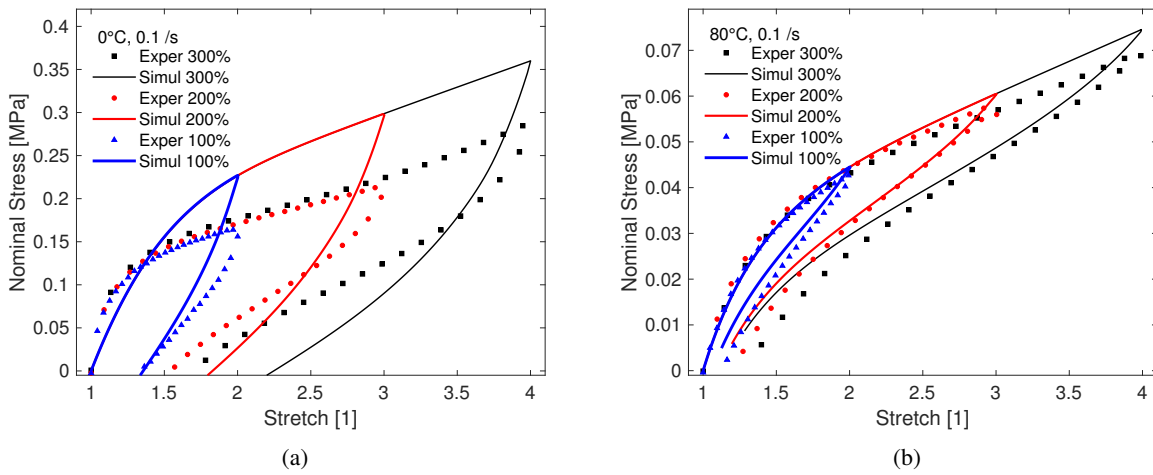 0.4
0.35
0.3
0.25
0.2
0.15
0.1
0.05
0
Nominal Stress [MPa]
0°C, 0.1 /s
Exper 300%
Simul 300%
Exper 200%
Simul 200%
Exper 100%
Simul 100%
1 1.5 2 2.5 3 3.5 4
Stretch [1]
(a)
0.07
0.06
0.05
0.04
0.03
0.02
0.01
0
Nominal Stress [MPa]
80°C, 0.1 /s
Exper 300%
Simul 300%
Exper 200%
Simul 200%
Exper 100%
Simul 100%
1 1.5 2 2.5 3 3.5 4
Stretch [1]
(b)